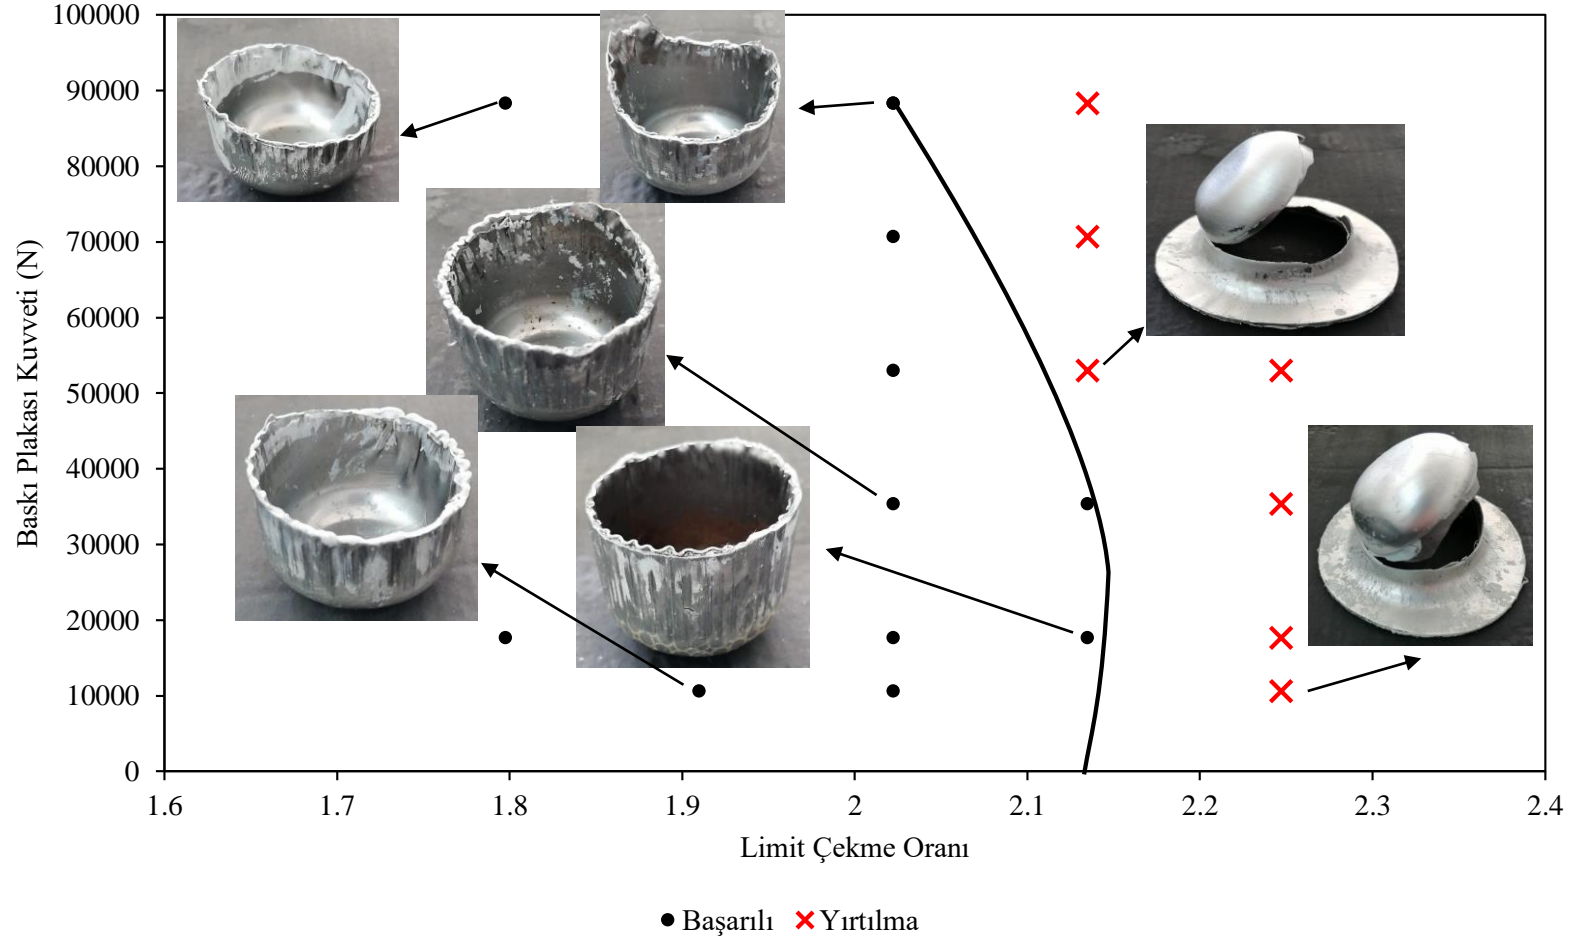 100000
90000
80000
70000
60000
50000
40000
30000
20000
10000
0
Baskı Plakası Kuvveti (N)
1.6 1.7 1.8 1.9 2 2.1 2.2 2.3 2.4
Limit Çekme Oranı
Başarılı Yırtılma